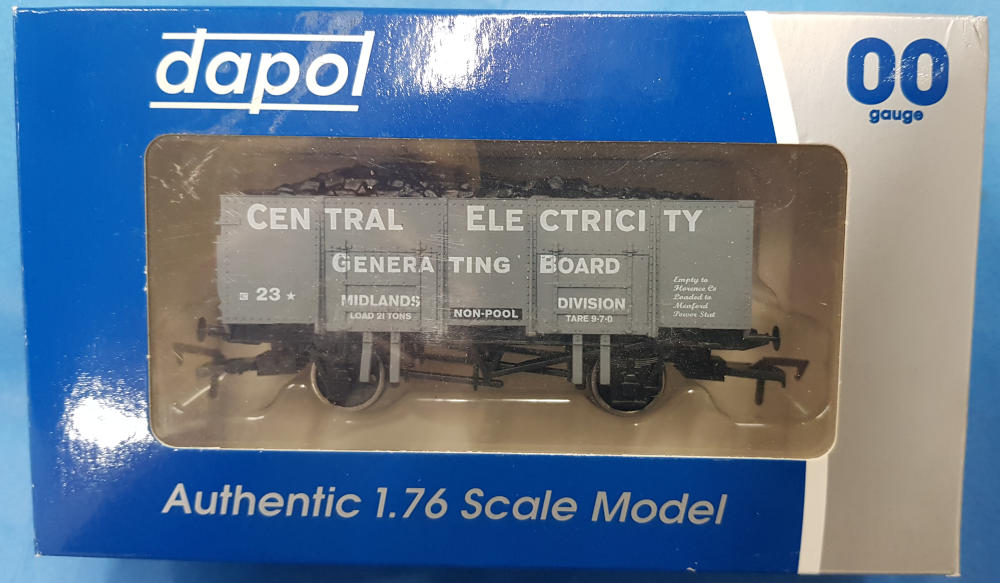 dapol
00
gauge
CENTRAL ELECTRICITY
GENERATING BOARD
23 ★
MIDLANDS
LOAD 21 TONS
NON-POOL
DIVISION
TARE 9-7-0
Empty to
Florence Co
Loaded to
Meaford
Power Stat
Authentic 1.76 Scale Model